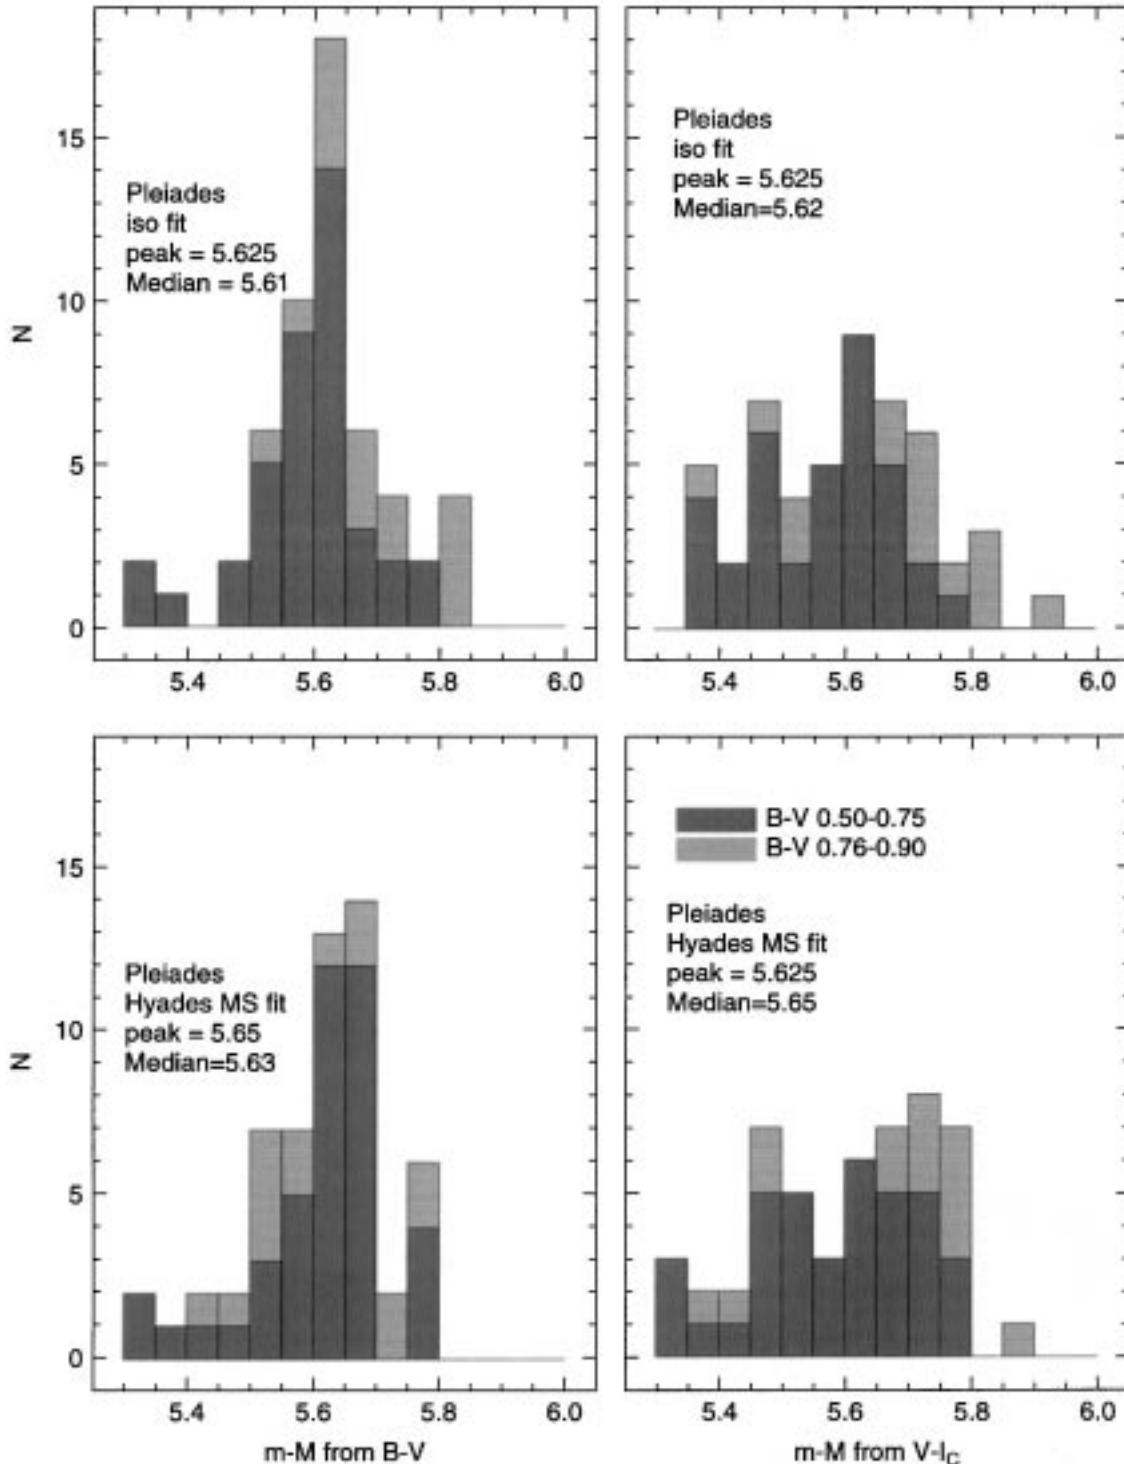 15
10
5
0
N
Pleiades
iso fit
peak = 5.625
Median = 5.61
5.4 5.6 5.8 6.0
Pleiades
iso fit
peak = 5.625
Median=5.62
5.4 5.6 5.8 6.0
15
10
5
0
N
Pleiades
Hyades MS fit
peak = 5.65
Median=5.63
5.4 5.6 5.8 6.0
m-M from B-V
B-V 0.50-0.75
B-V 0.76-0.90
Pleiades
Hyades MS fit
peak = 5.625
Median=5.65
5.4 5.6 5.8 6.0
m-M from V-I_C